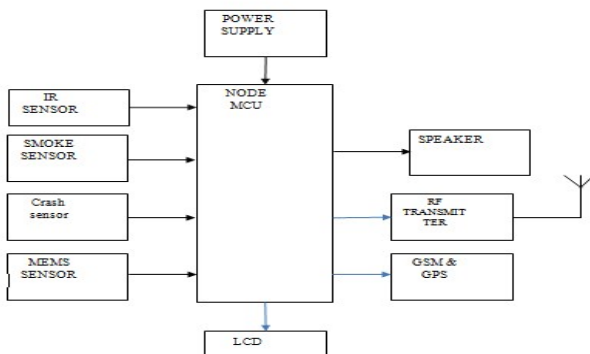 POWER
SUPPLY
NODE
MCU
IR
SENSOR
SMOKE
SENSOR
Crash
sensor
MEMS
SENSOR
SPEAKER
RF
TRANSMIT
TER
GSM &
GPS
LCD